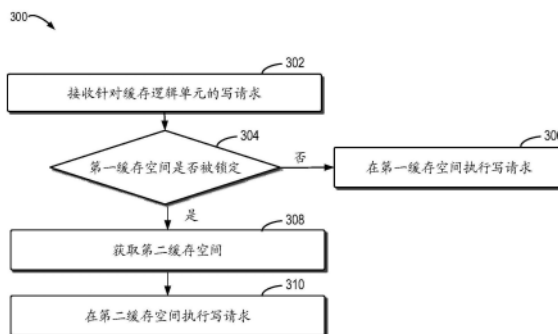 300
302
接收针对缓存逻辑单元的写请求
304
第一缓存空间是否被锁定
否
306
在第一缓存空间执行写请求
是
308
获取第二缓存空间
310
在第二缓存空间执行写请求